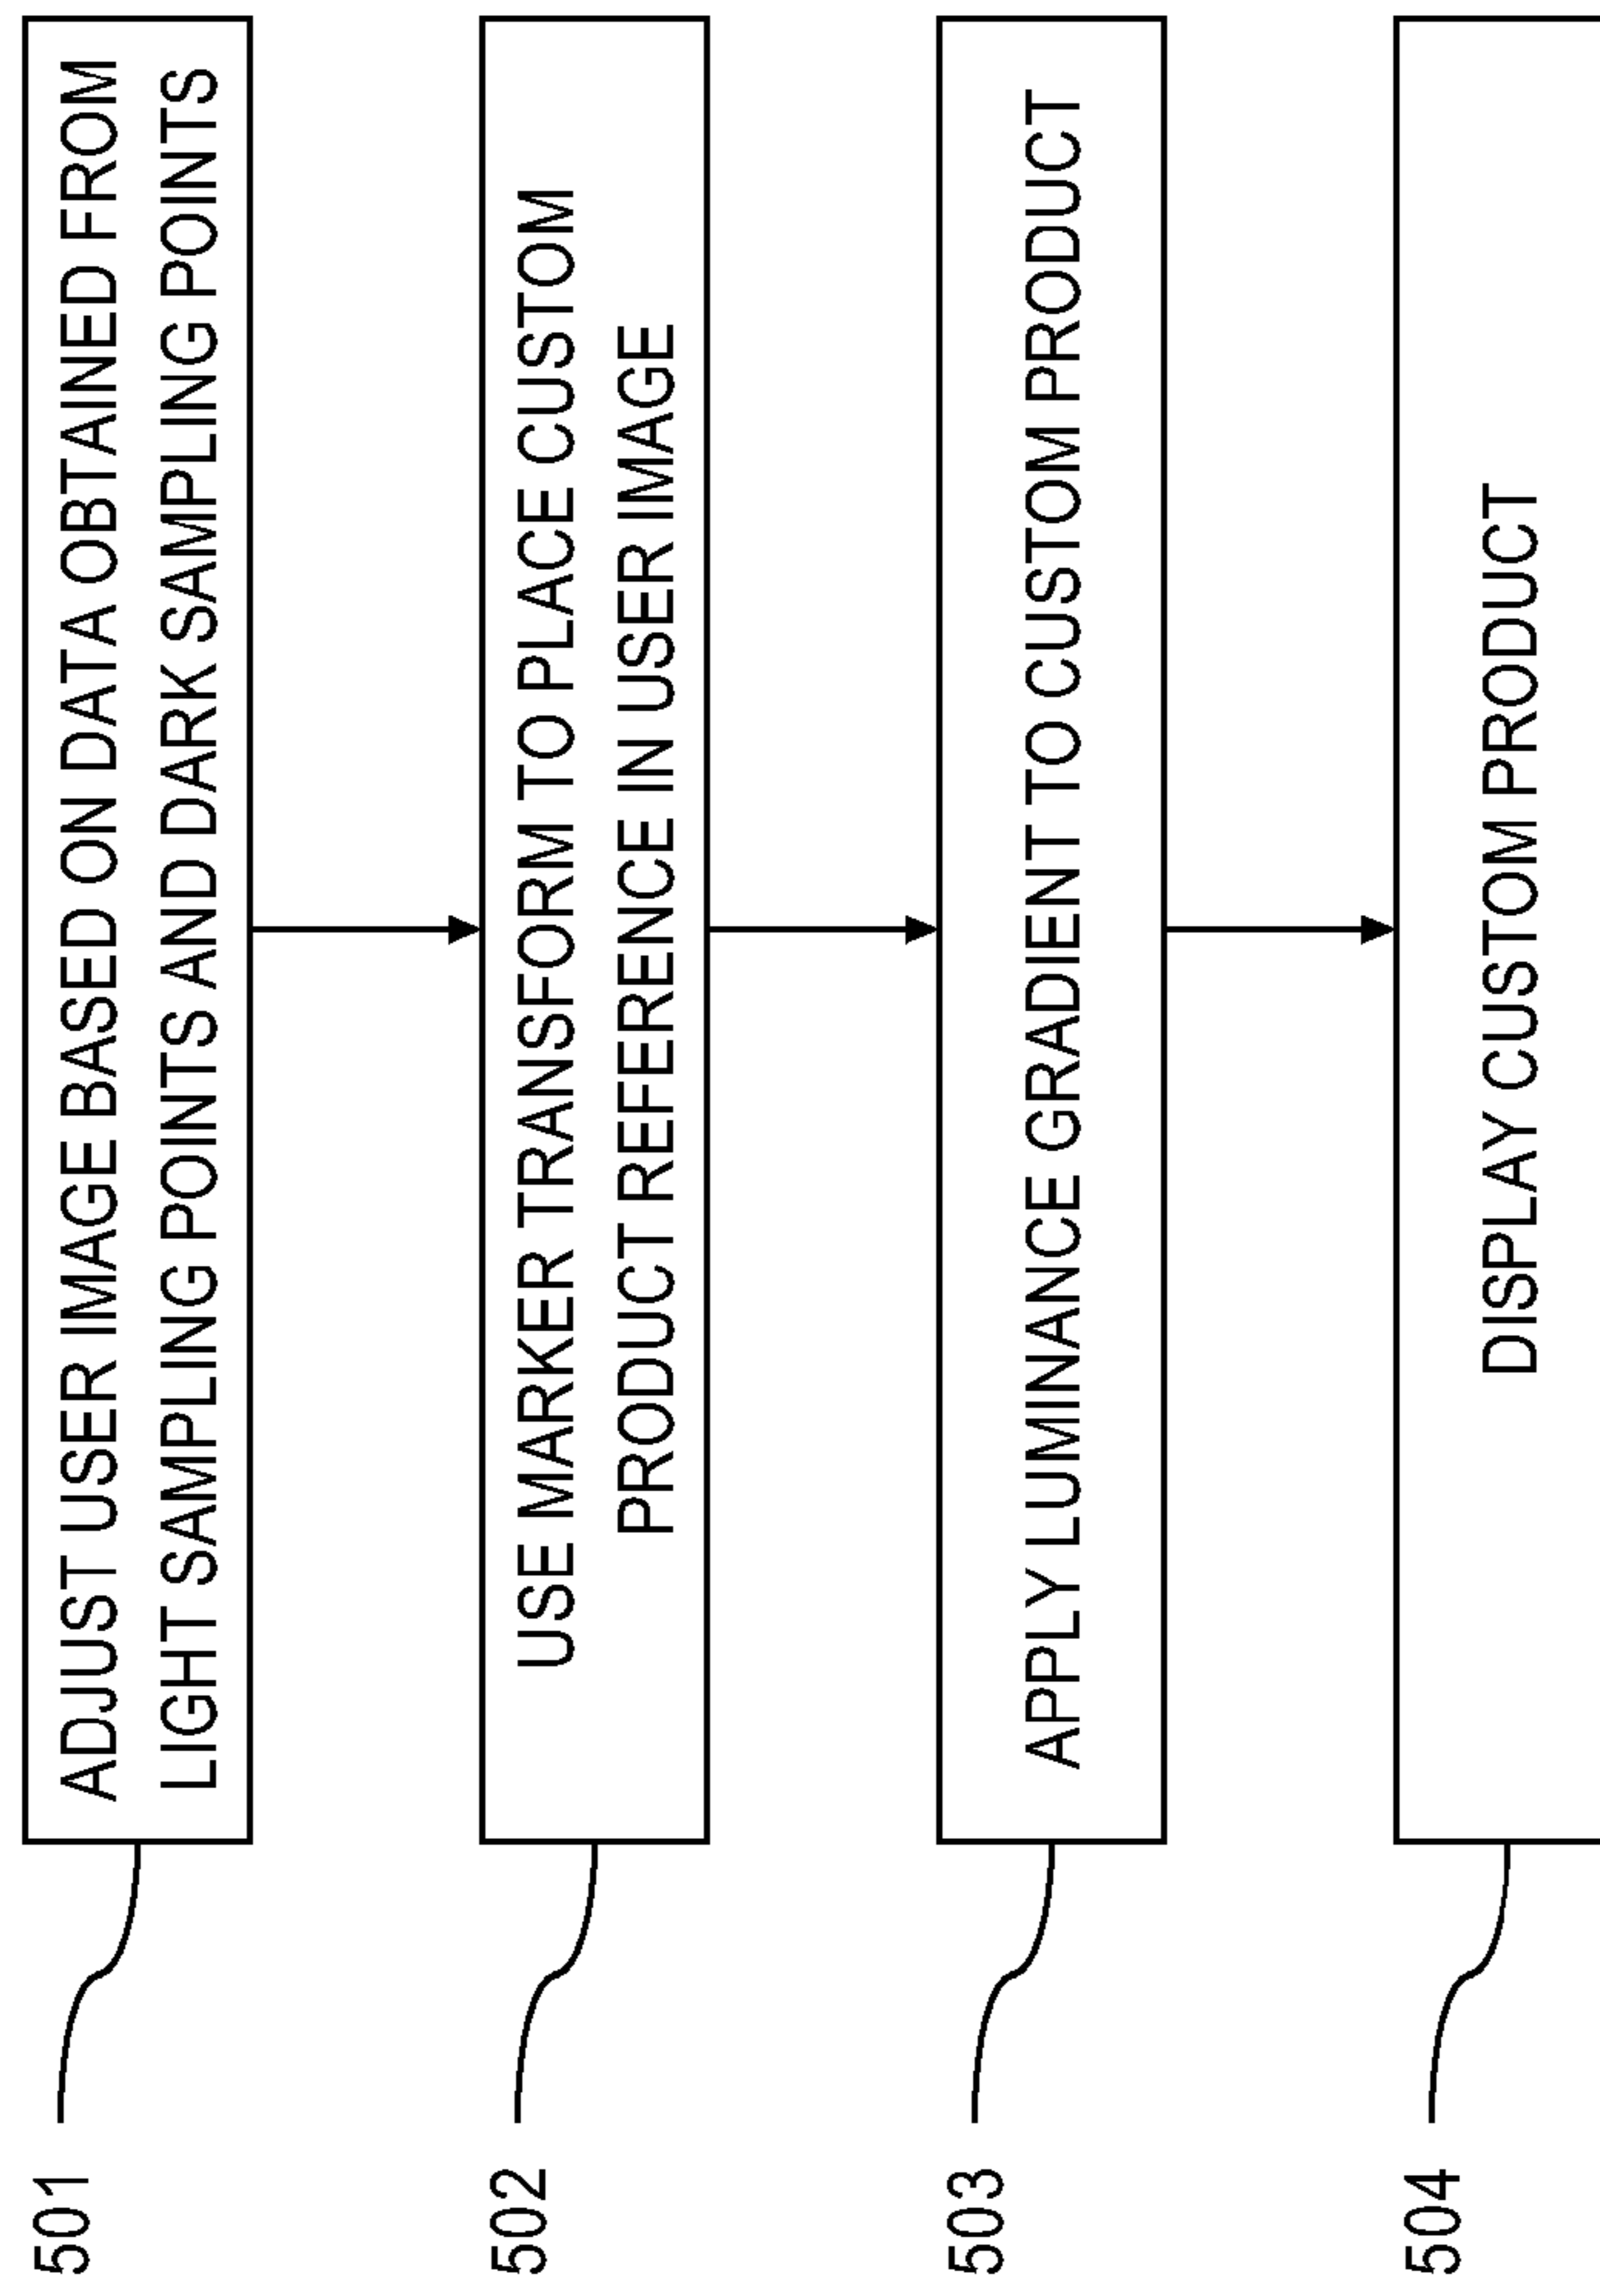 501
ADJUST USER IMAGE BASED ON DATA OBTAINED FROM
LIGHT SAMPLING POINTS AND DARK SAMPLING POINTS
502
USE MARKER TRANSFORM TO PLACE CUSTOM
PRODUCT REFERENCE IN USER IMAGE
503
APPLY LUMINANCE GRADIENT TO CUSTOM PRODUCT
504
DISPLAY CUSTOM PRODUCT